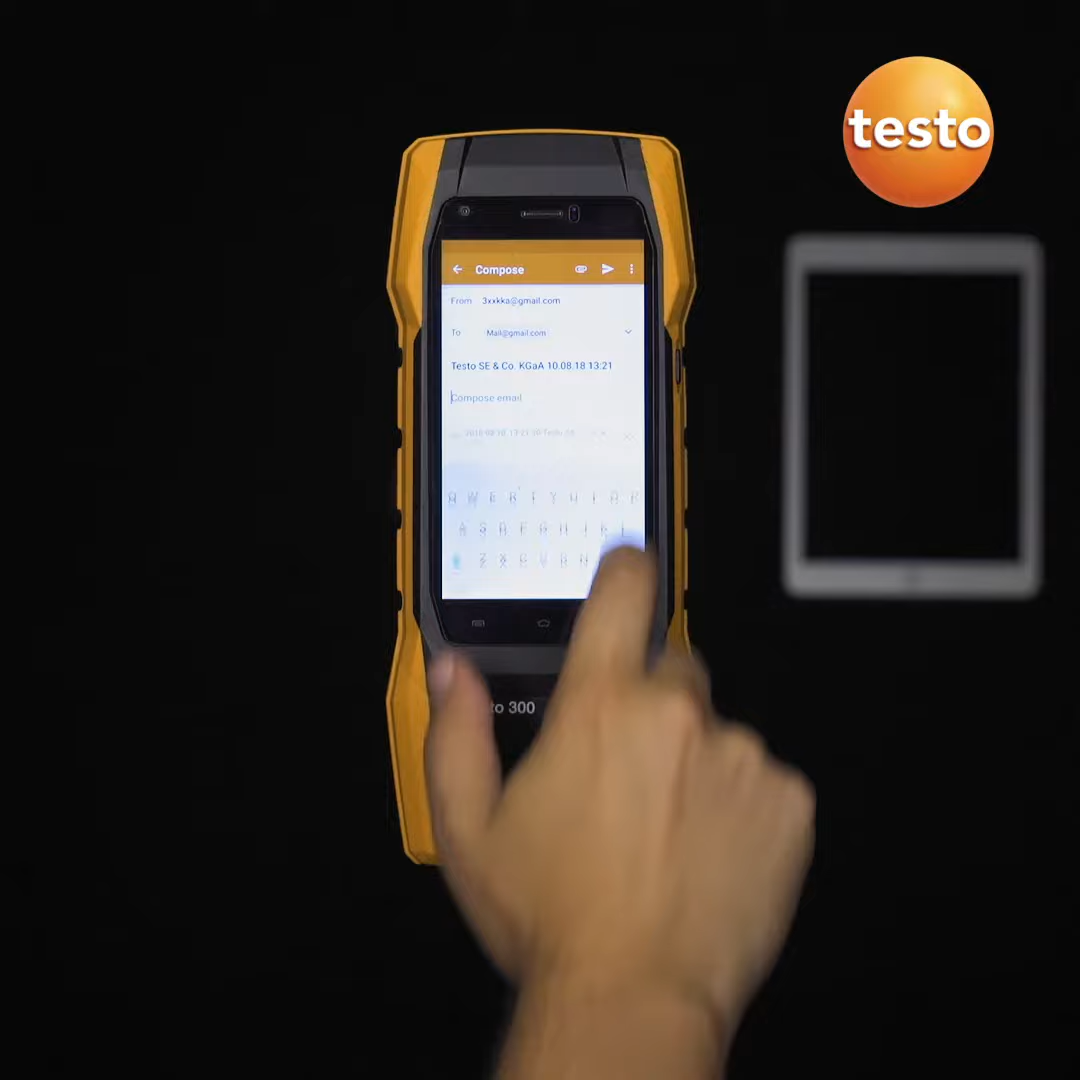 testo
Compose
From 3xxkka@gmail.com
To Mail@gmail.com
Testo SE & Co. KGaA 10.08.18 13:21
Compose email
to 300